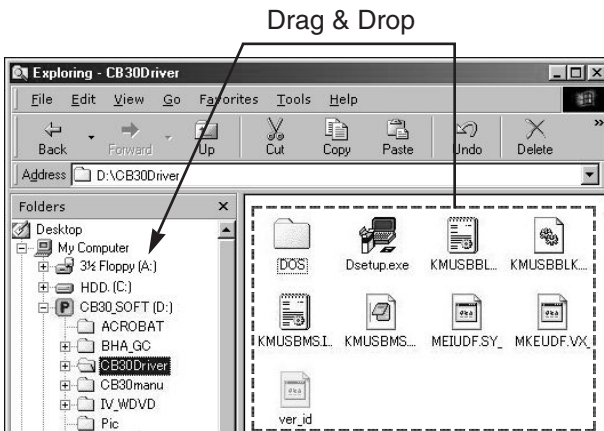 Drag & Drop
Exploring - CB30Driver
File Edit View Go Favorites Tools Help
Back Forward Up Cut Copy Paste Undo Delete »
Address D:\CB30Driver
Folders ×
Desktop
My Computer
3½ Floppy (A:)
HDD. (C:)
CB30_SOFT (D:)
ACROBAT
BHA_GC
CB30Driver
CB30manu
IV_WDVD
Pic
DOS Dsetup.exe KMUSBBL... KMUSBBLK...
KMUSBMS.I... KMUSBMS.... MEIUDF.SY_ MKEUDF.VX_
ver_id